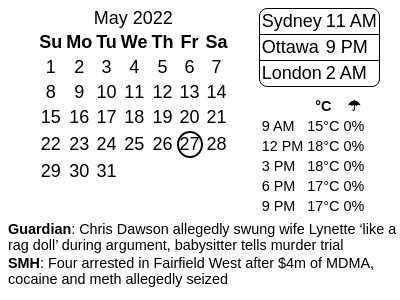 May 2022
Su Mo Tu We Th Fr Sa
1 2 3 4 5 6 7
8 9 10 11 12 13 14
15 16 17 18 19 20 21
22 23 24 25 26 27 28
29 30 31
Sydney 11 AM
Ottawa 9 PM
London 2 AM
°C ☂
9 AM 15°C 0%
12 PM 18°C 0%
3 PM 18°C 0%
6 PM 17°C 0%
9 PM 17°C 0%
Guardian: Chris Dawson allegedly swung wife Lynette ‘like a
rag doll’ during argument, babysitter tells murder trial
SMH: Four arrested in Fairfield West after $4m of MDMA,
cocaine and meth allegedly seized